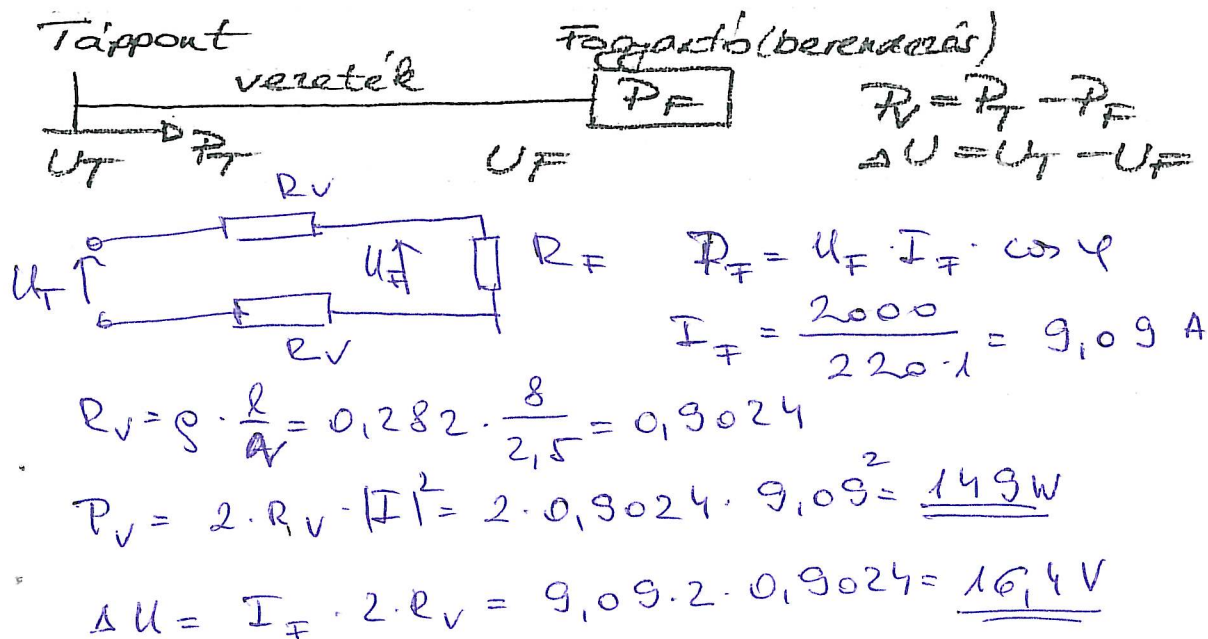 Táppont Fogyasztó (berendezés)
vezeték P_F P_V = P_T - P_F
U_T P_T U_F ΔU = U_T - U_F
R_V
U_T U_F R_F P_F = U_F · I_F · cos φ
R_V I_F = 2000 / 220·1 = 9,09 A
R_V = ρ · l/A = 0,282 · 8/2,5 = 0,9024
P_V = 2 · R_V · |I|² = 2 · 0,9024 · 9,09² = 149 W
ΔU = I_F · 2 · R_V = 9,09 · 2 · 0,9024 = 16,4 V